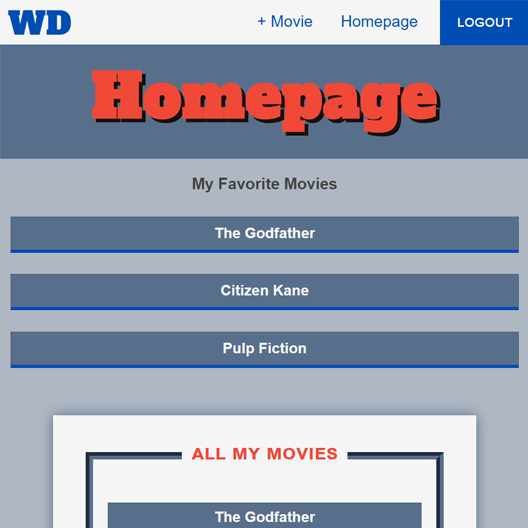 WD
+ Movie Homepage LOGOUT
Homepage
My Favorite Movies
The Godfather
Citizen Kane
Pulp Fiction
ALL MY MOVIES
The Godfather